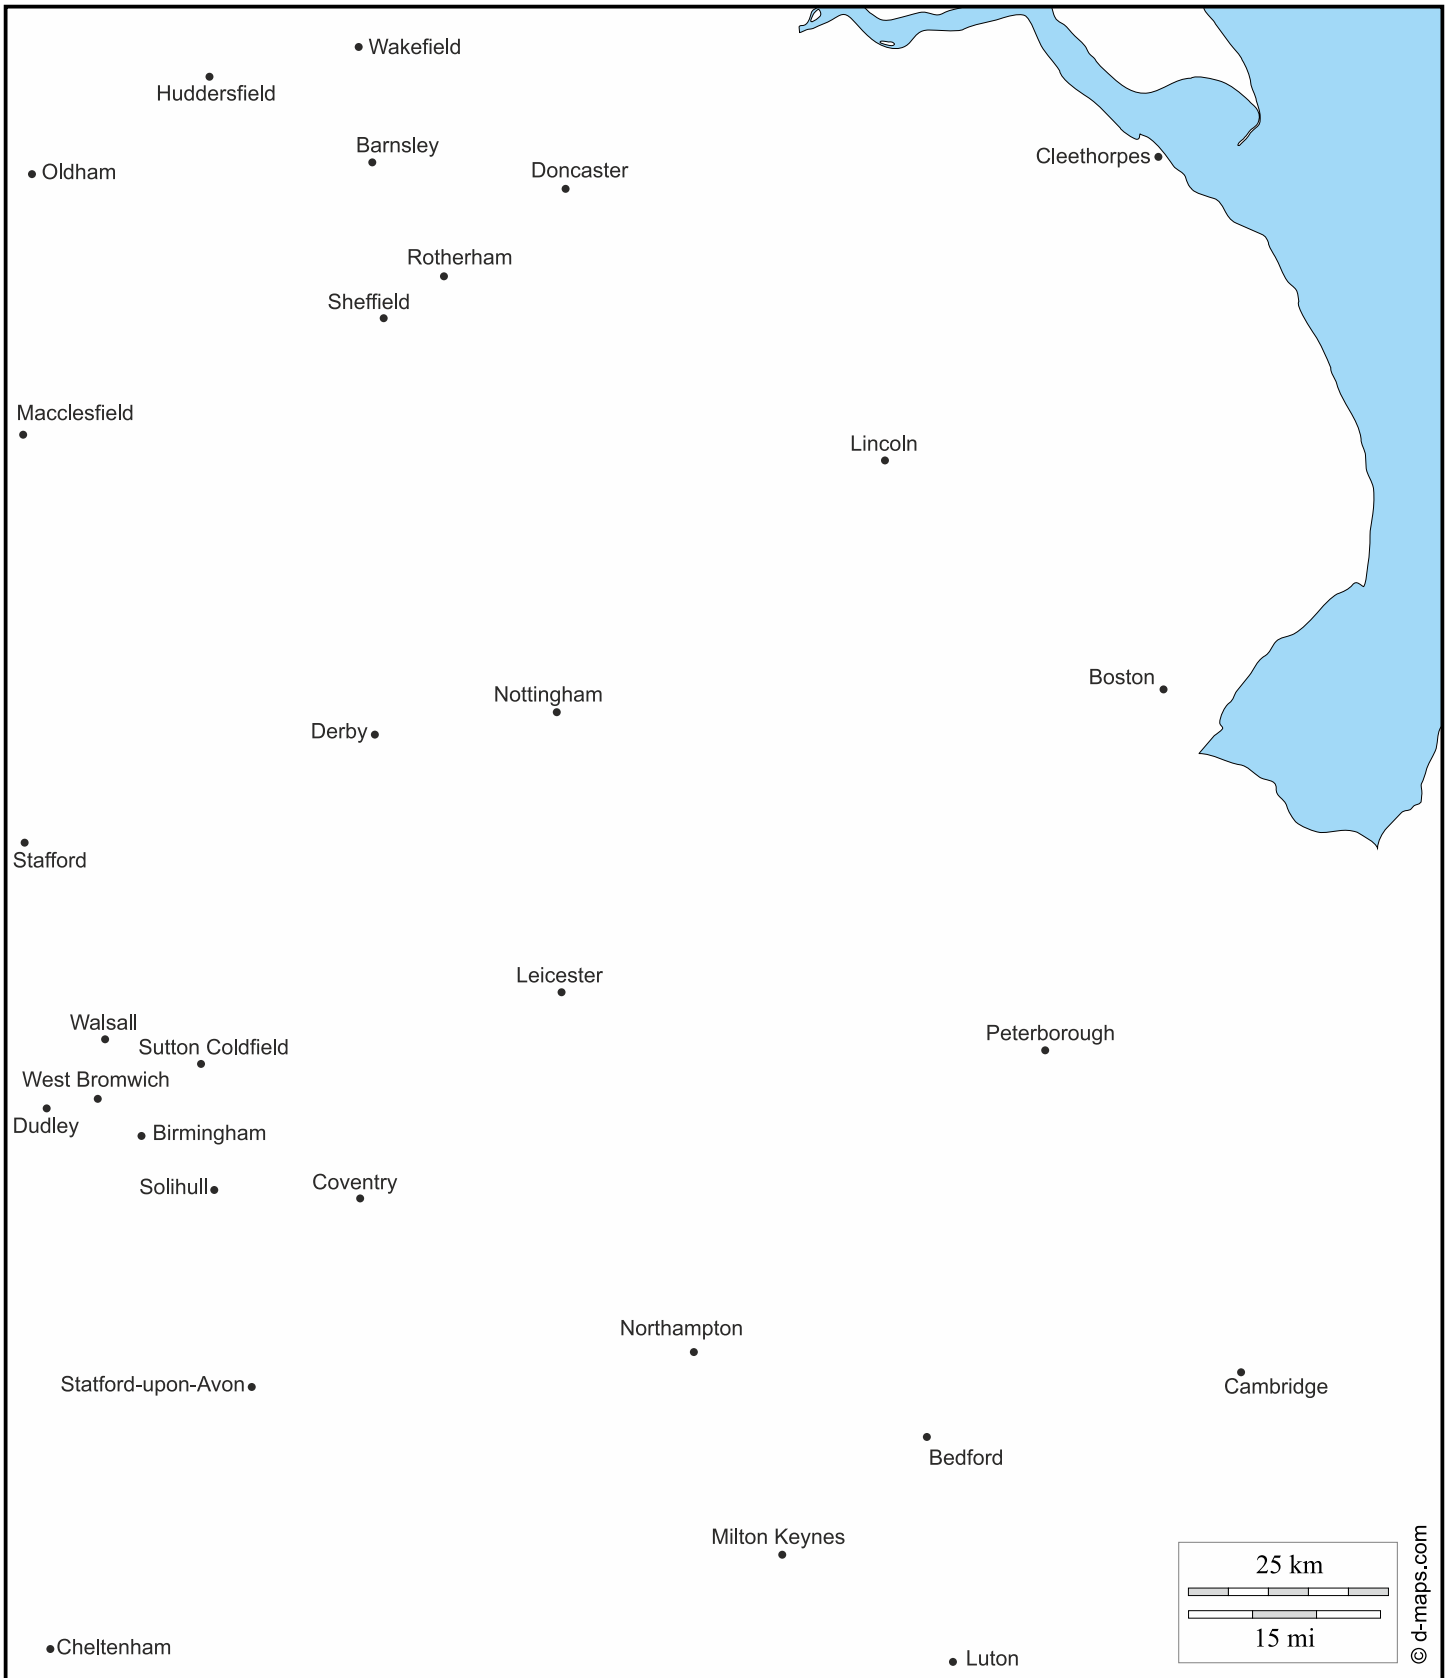 Wakefield
Huddersfield
Barnsley
Cleethorpes
Oldham
Doncaster
Rotherham
Sheffield
Macclesfield
Lincoln
Boston
Nottingham
Derby
Stafford
Leicester
Walsall
Peterborough
Sutton Coldfield
West Bromwich
Dudley
Birmingham
Solihull
Coventry
Northampton
Statford-upon-Avon
Cambridge
Bedford
Milton Keynes
25 km
15 mi
© d-maps.com
Cheltenham
Luton